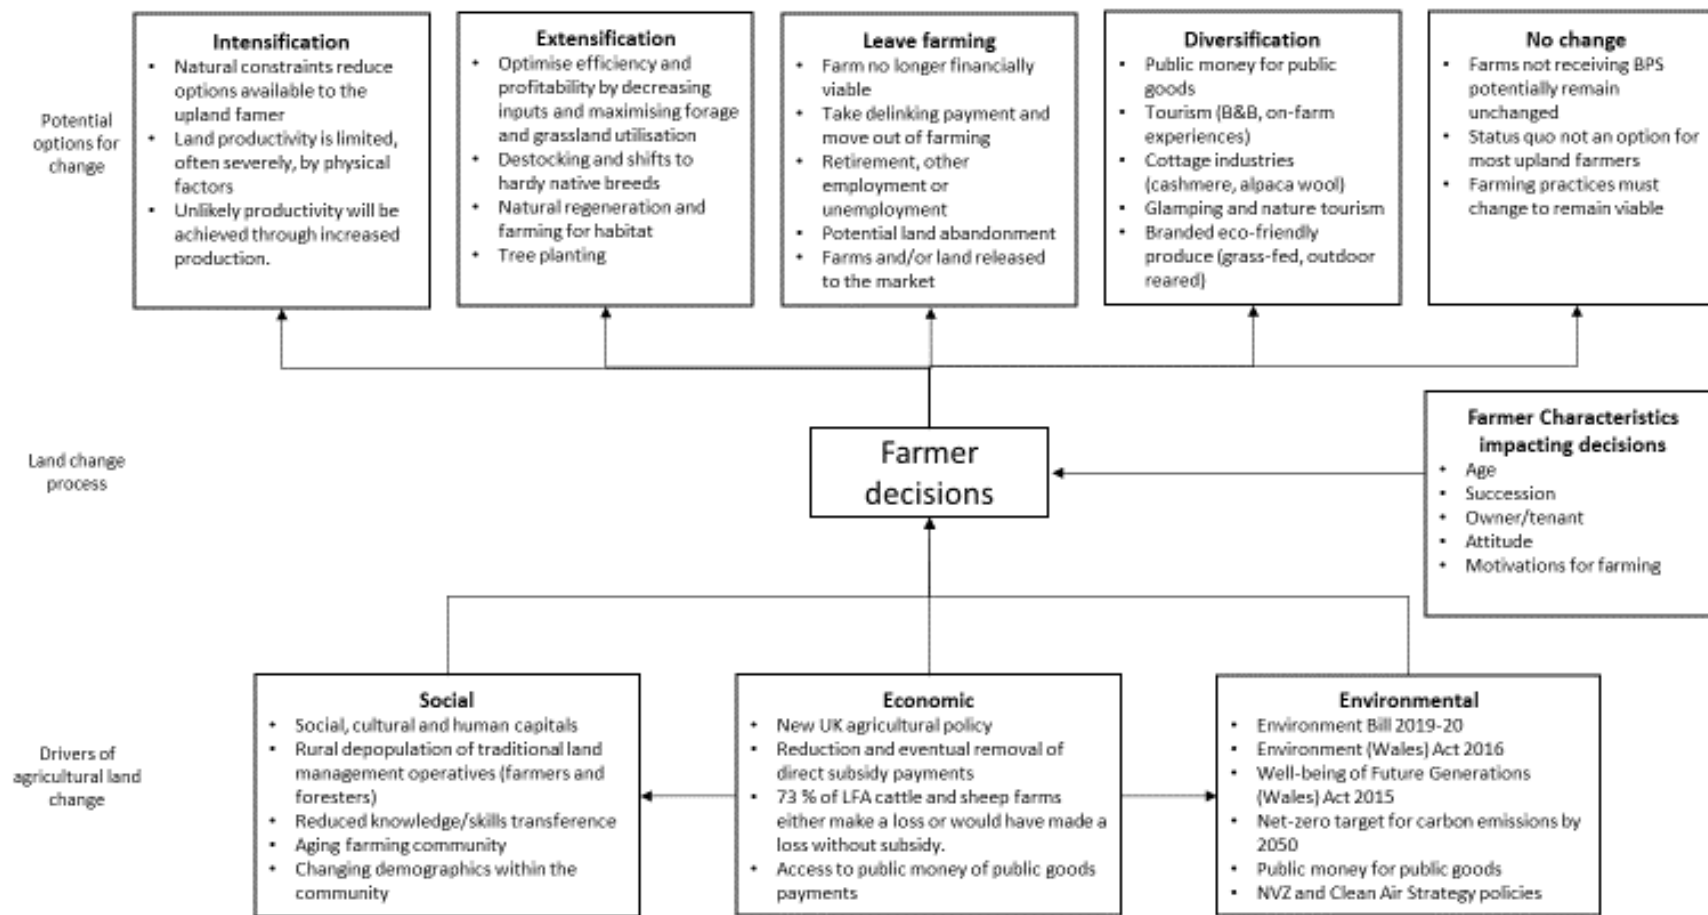 Potential
options for
change
Intensification
• Natural constraints reduce
options available to the
upland famer
• Land productivity is limited,
often severely, by physical
factors
• Unlikely productivity will be
achieved through increased
production.
Extensification
• Optimise efficiency and
profitability by decreasing
inputs and maximising forage
and grassland utilisation
• Destocking and shifts to
hardy native breeds
• Natural regeneration and
farming for habitat
• Tree planting
Leave farming
• Farm no longer financially
viable
• Take delinking payment and
move out of farming
• Retirement, other
employment or
unemployment
• Potential land abandonment
• Farms and/or land released
to the market
Diversification
• Public money for public
goods
• Tourism (B&B, on-farm
experiences)
• Cottage industries
(cashmere, alpaca wool)
• Glamping and nature tourism
• Branded eco-friendly
produce (grass-fed, outdoor
reared)
No change
• Farms not receiving BPS
potentially remain
unchanged
• Status quo not an option for
most upland farmers
• Farming practices must
change to remain viable
Land change
process
Farmer
decisions
Farmer Characteristics
impacting decisions
• Age
• Succession
• Owner/tenant
• Attitude
• Motivations for farming
Drivers of
agricultural land
change
Social
• Social, cultural and human capitals
• Rural depopulation of traditional land
management operatives (farmers and
foresters)
• Reduced knowledge/skills transference
• Aging farming community
• Changing demographics within the
community
Economic
• New UK agricultural policy
• Reduction and eventual removal of
direct subsidy payments
• 73 % of LFA cattle and sheep farms
either make a loss or would have made a
loss without subsidy.
• Access to public money of public goods
payments
Environmental
• Environment Bill 2019-20
• Environment (Wales) Act 2016
• Well-being of Future Generations
(Wales) Act 2015
• Net-zero target for carbon emissions by
2050
• Public money for public goods
• NVZ and Clean Air Strategy policies